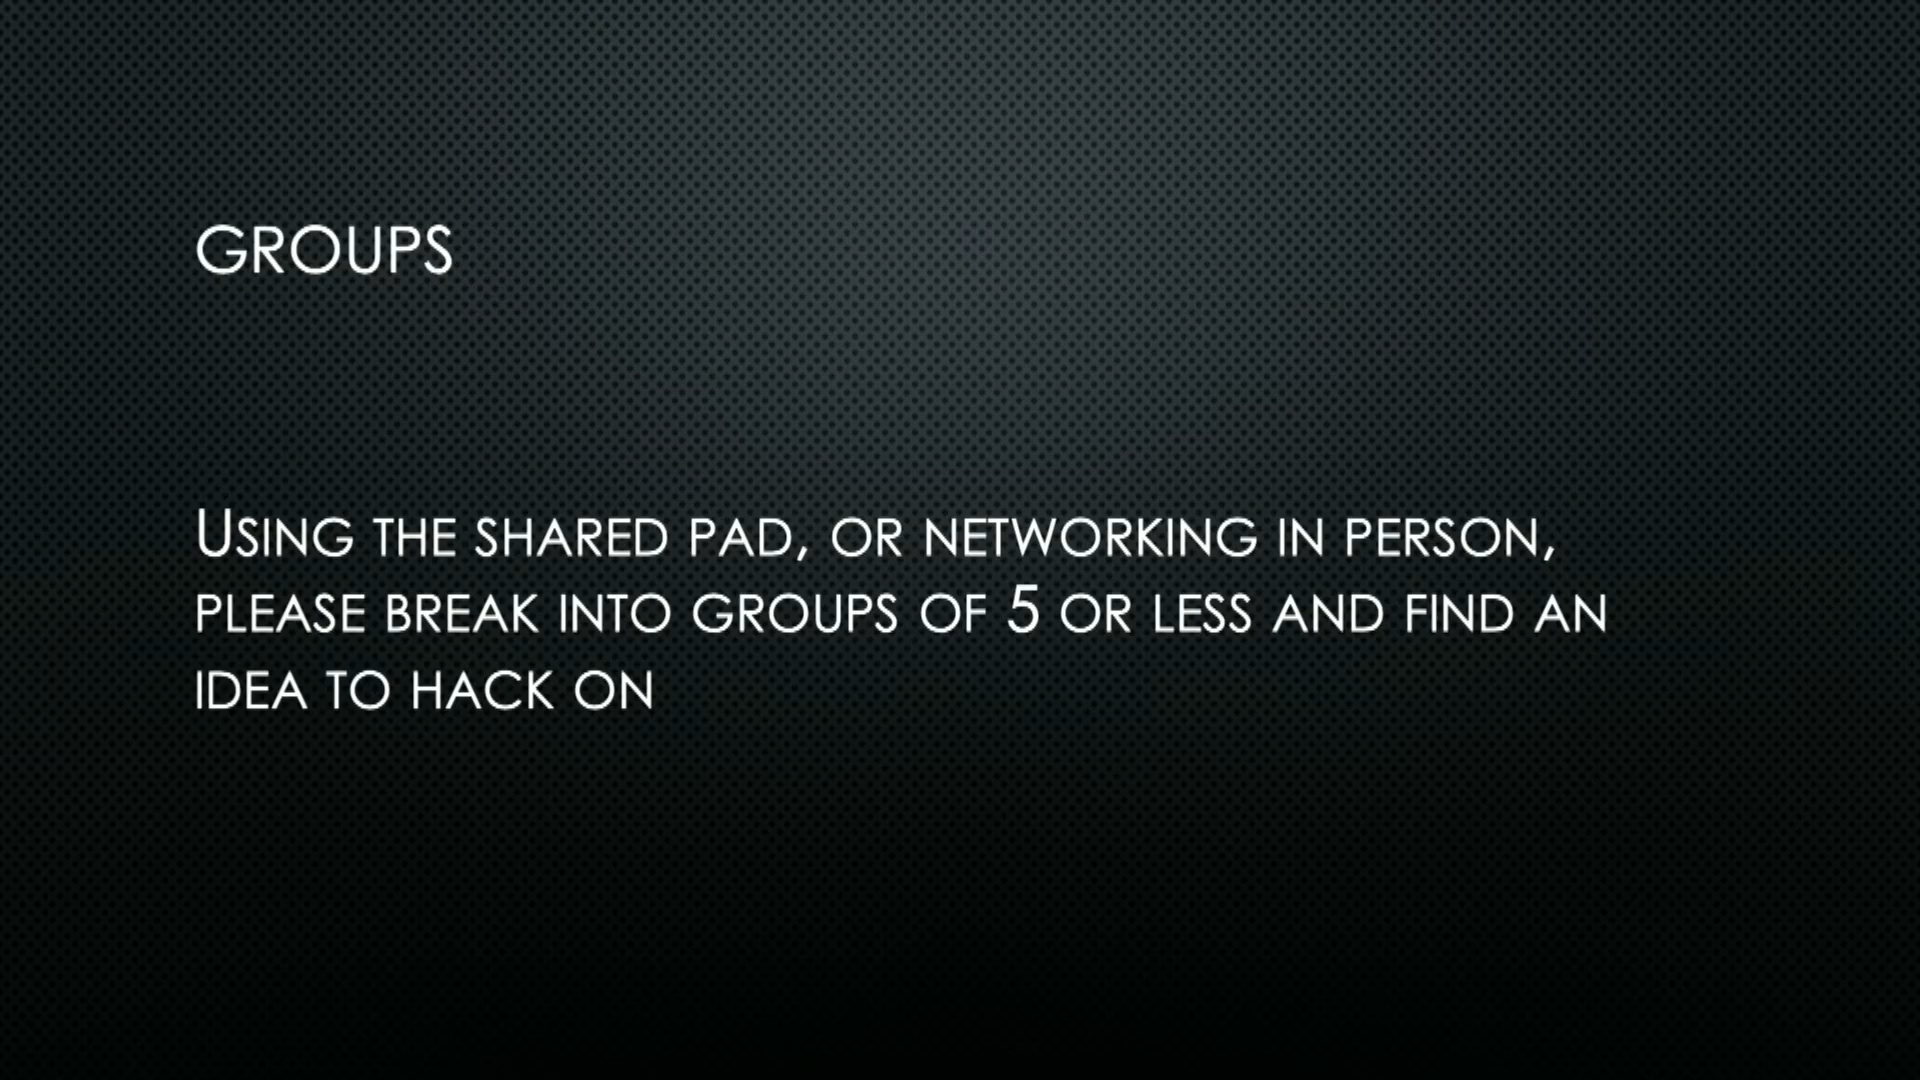 GROUPS
USING THE SHARED PAD, OR NETWORKING IN PERSON,
PLEASE BREAK INTO GROUPS OF 5 OR LESS AND FIND AN
IDEA TO HACK ON